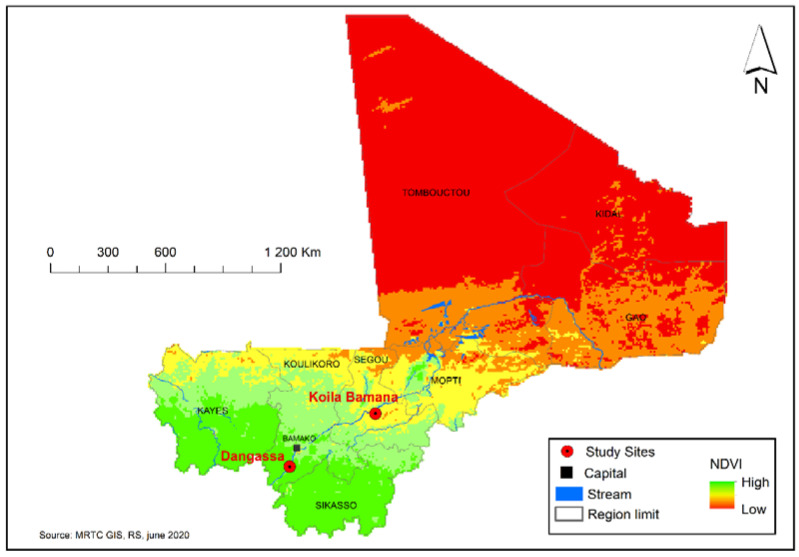 N
TOMBOUCTOU
KIDAL
0 300 600 1 200 Km
GAO
KOULIKORO
SEGOU
MOPTI
Koila Bamana
KAYES
BAMAKO
Dangassa
SIKASSO
Study Sites
Capital
Stream
Region limit
NDVI
High
Low
Source: MRTC GIS, RS, june 2020